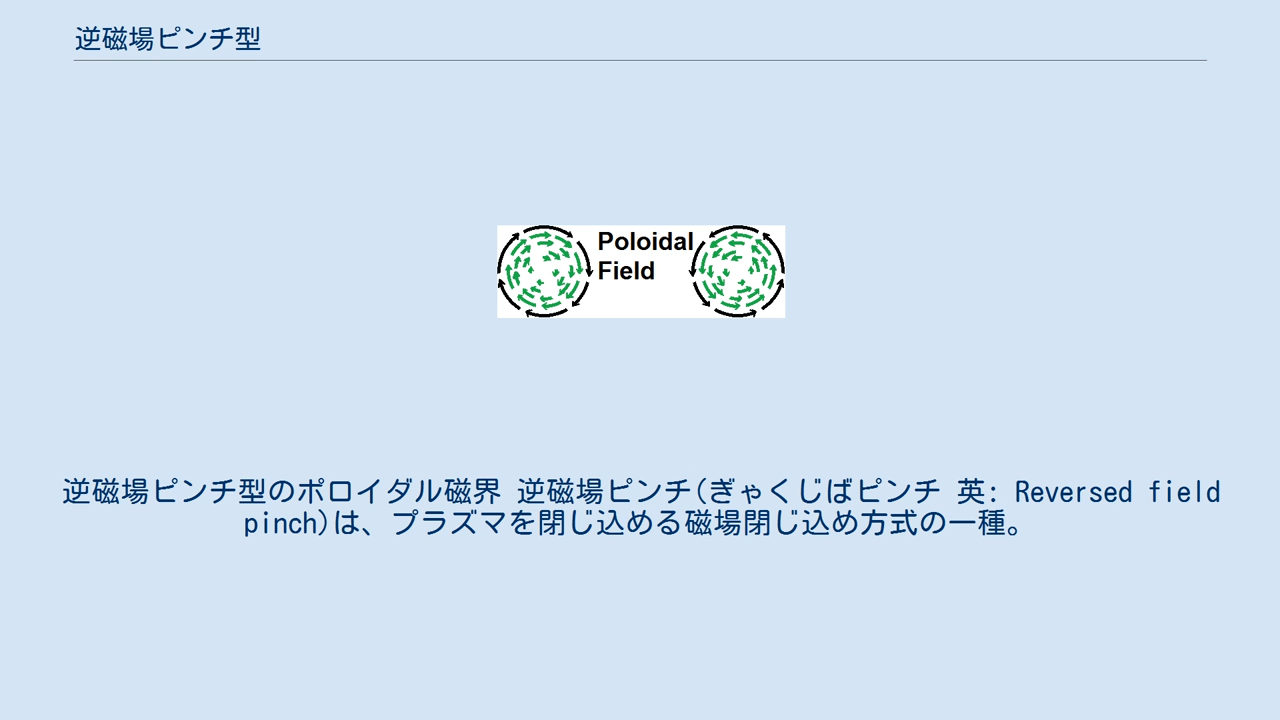 逆磁場ピンチ型
Poloidal
Field
逆磁場ピンチ型のポロイダル磁界 逆磁場ピンチ(ぎゃくじばピンチ 英: Reversed field
pinch)は、プラズマを閉じ込める磁場閉じ込め方式の一種。